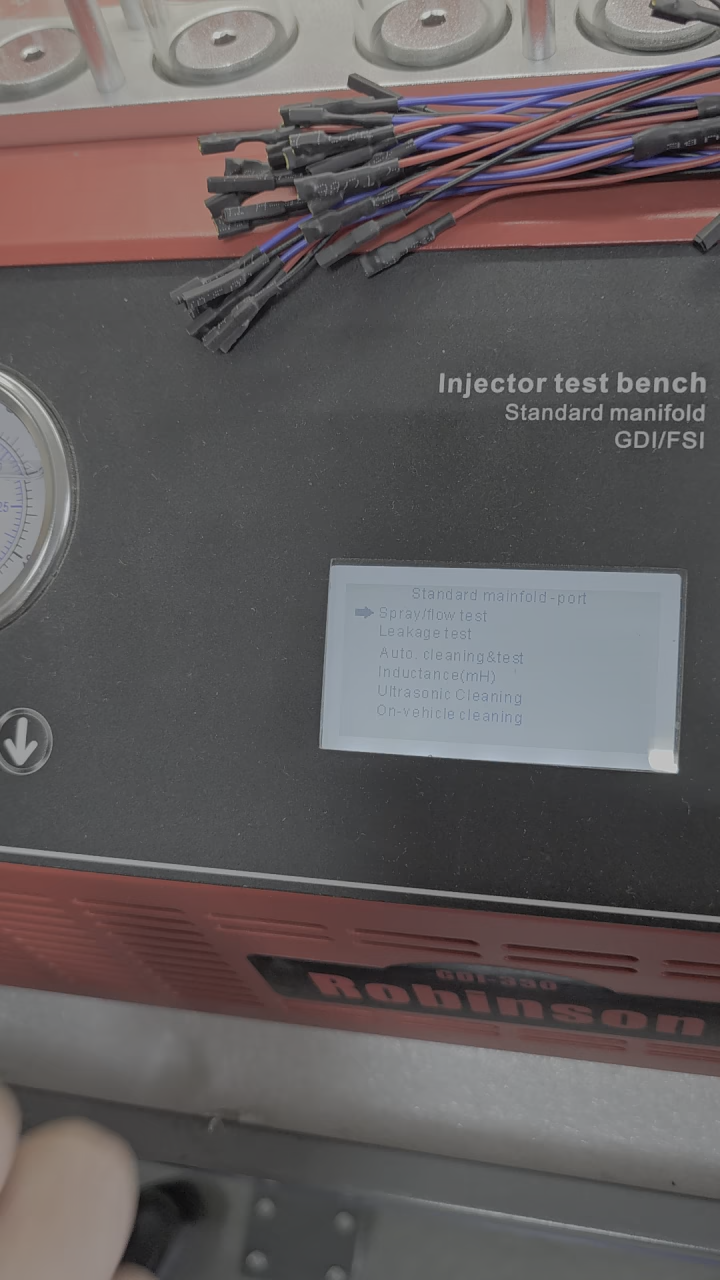 Injector test bench
Standard manifold
GDI/FSI
Standard mainfold-port
Spray/flow test
Leakage test
Auto. cleaning&test
Inductance(mH)
Ultrasonic Cleaning
On-vehicle cleaning
Robinson